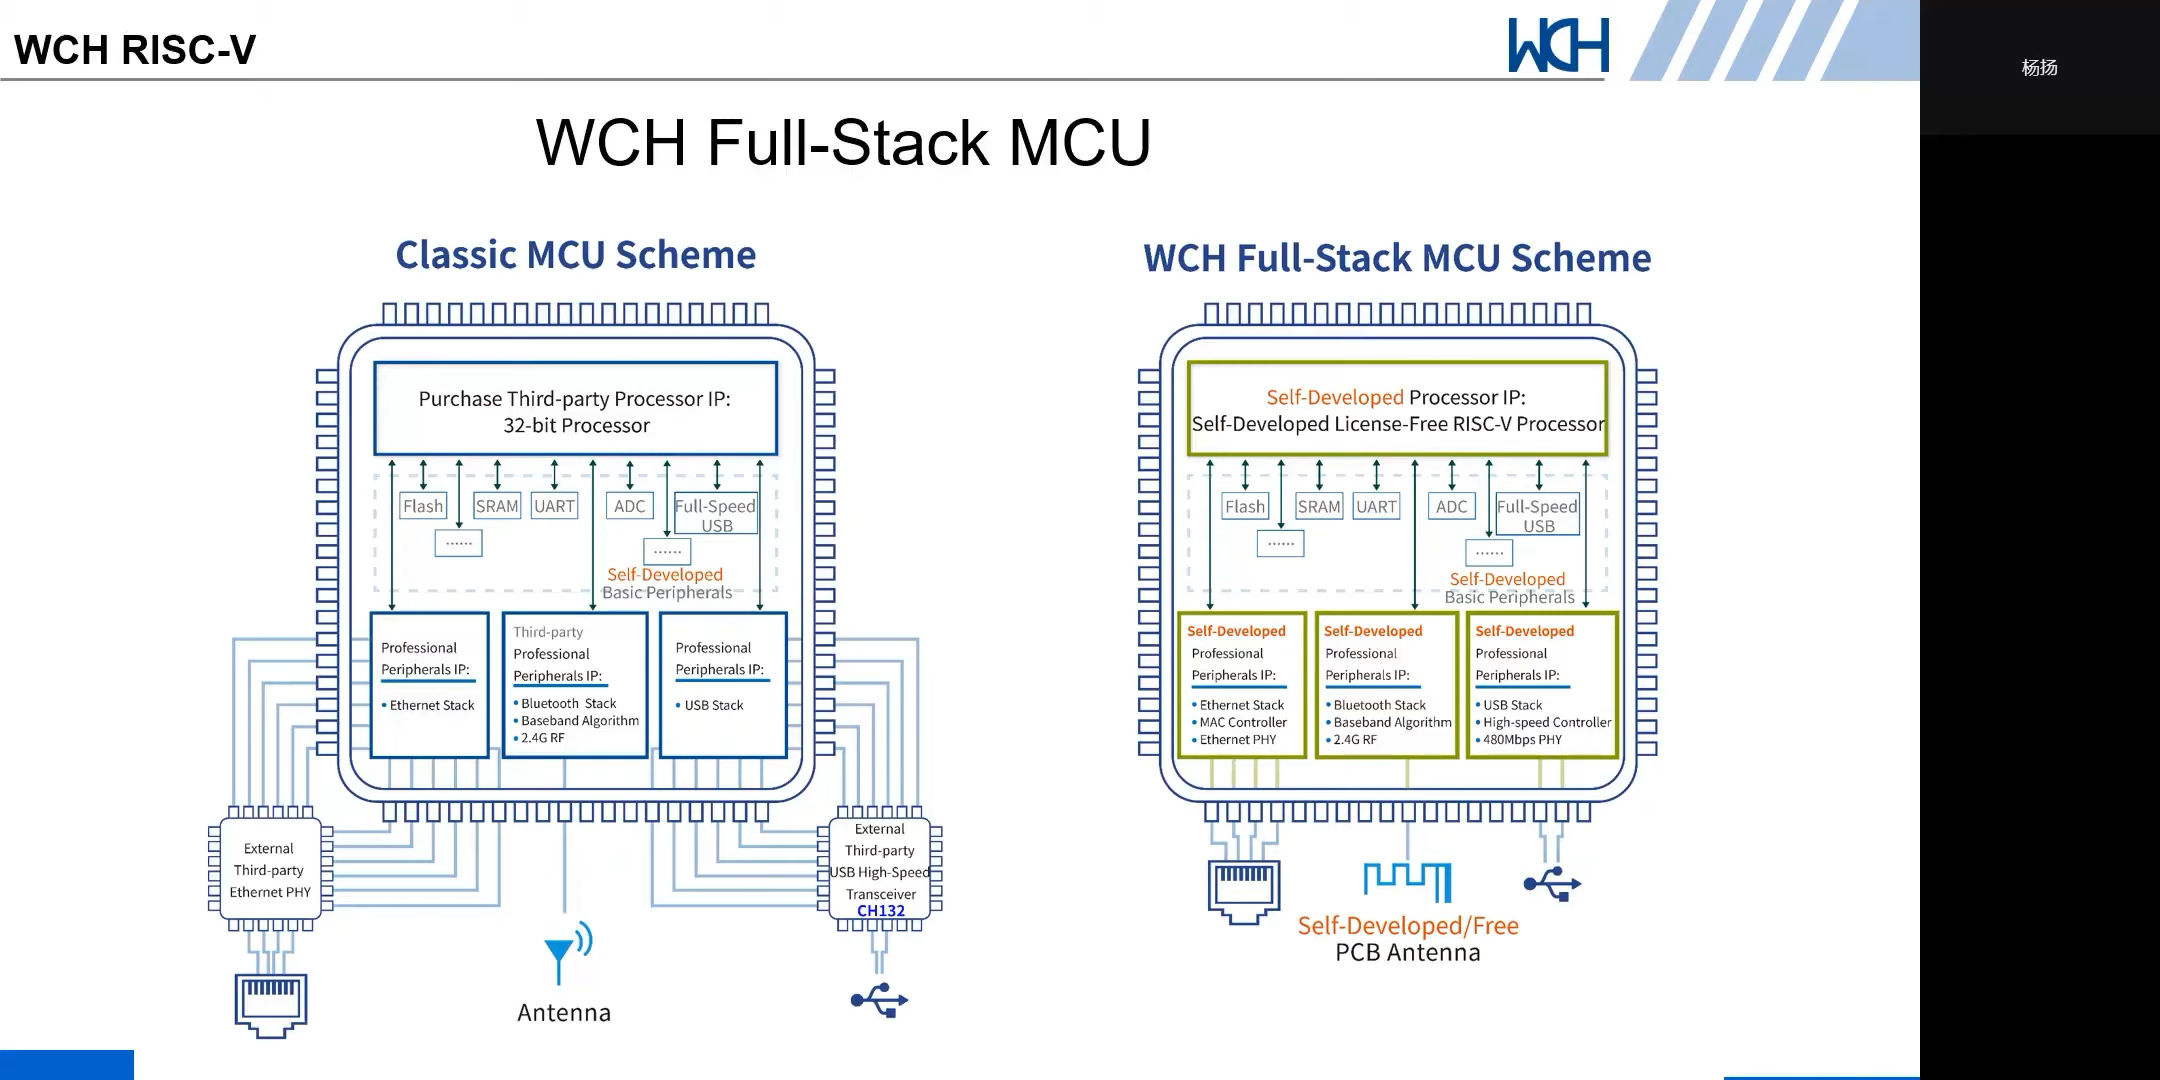 WCH RISC-V
WCH
杨扬
WCH Full-Stack MCU
Classic MCU Scheme
Purchase Third-party Processor IP:
32-bit Processor
Flash
SRAM
UART
ADC
Full-Speed
USB
······
······
Self-Developed
Basic Peripherals
Professional
Peripherals IP:
• Ethernet Stack
Third-party
Professional
Peripherals IP:
• Bluetooth Stack
• Baseband Algorithm
• 2.4G RF
Professional
Peripherals IP:
• USB Stack
External
Third-party
Ethernet PHY
Antenna
External
Third-party
USB High-Speed
Transceiver
CH132
WCH Full-Stack MCU Scheme
Self-Developed Processor IP:
Self-Developed License-Free RISC-V Processor
Flash
SRAM
UART
ADC
Full-Speed
USB
······
······
Self-Developed
Basic Peripherals
Self-Developed
Professional
Peripherals IP:
• Ethernet Stack
• MAC Controller
• Ethernet PHY
Self-Developed
Professional
Peripherals IP:
• Bluetooth Stack
• Baseband Algorithm
• 2.4G RF
Self-Developed
Professional
Peripherals IP:
• USB Stack
• High-speed Controller
• 480Mbps PHY
Self-Developed/Free
PCB Antenna